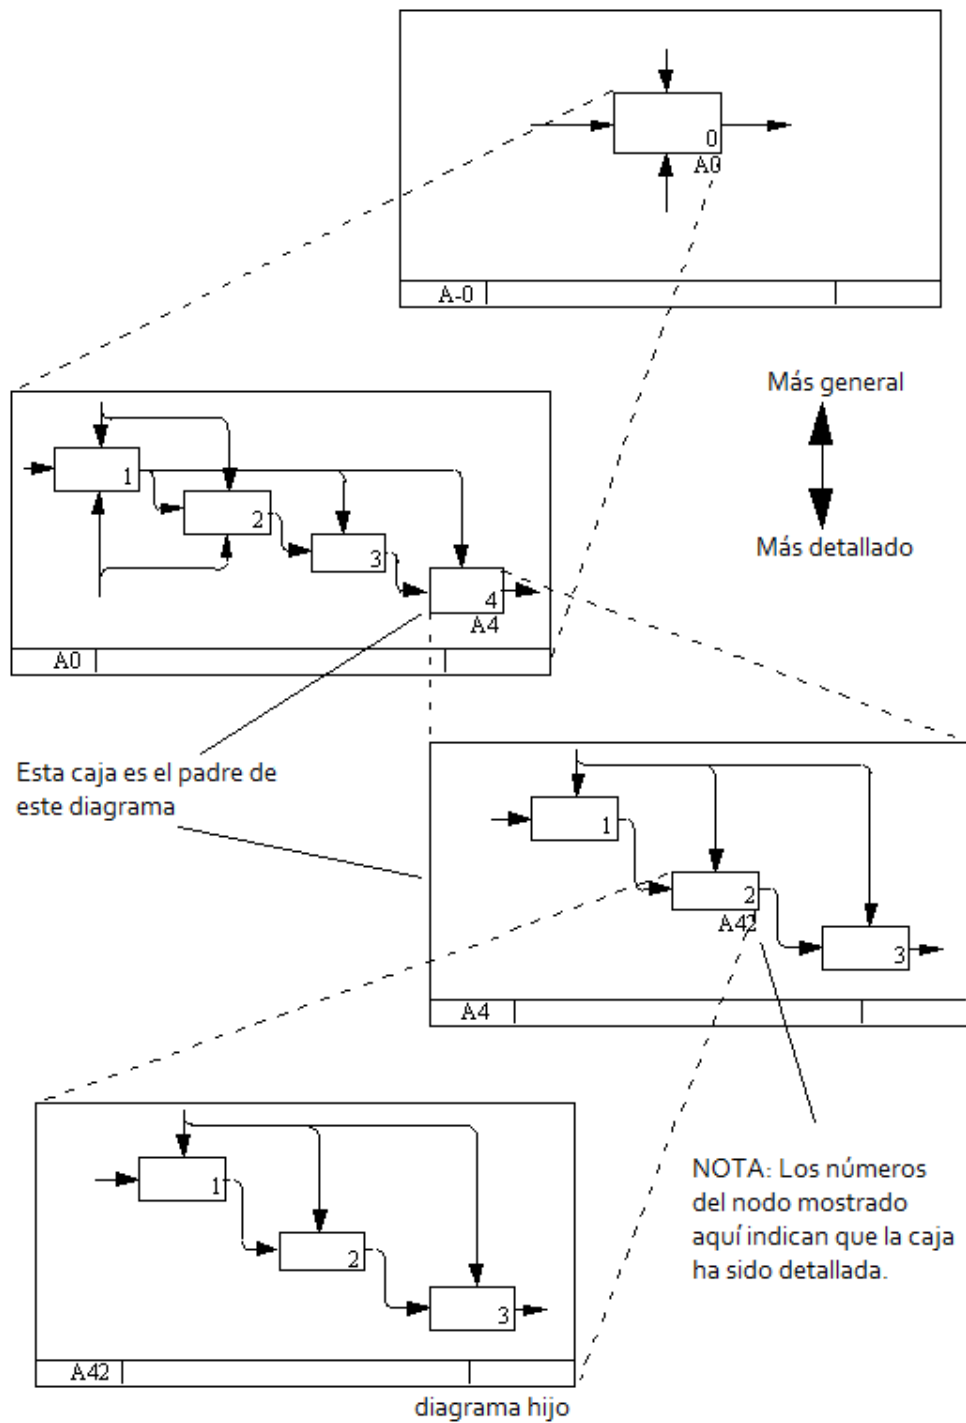 0
A0
A-0
Más general
Más detallado
1
2
3
4
A4
A0
Esta caja es el padre de
este diagrama
1
2
A42
3
A4
NOTA: Los números
del nodo mostrado
aquí indican que la caja
ha sido detallada.
1
2
3
A42
diagrama hijo